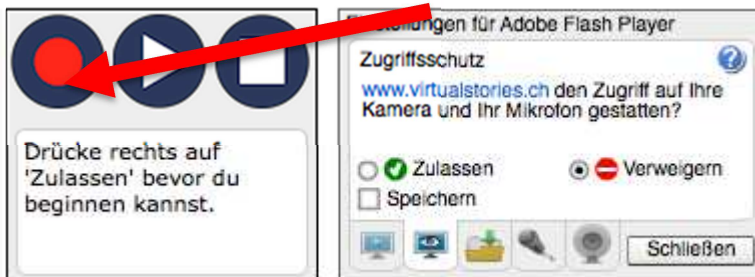 Drücke rechts auf
'Zulassen' bevor du
beginnen kannst.
für Adobe Flash Player
Zugriffsschutz
www.virtualstories.ch den Zugriff auf Ihre
Kamera und Ihr Mikrofon gestatten?
Zulassen
Verweigern
Speichern
Schließen